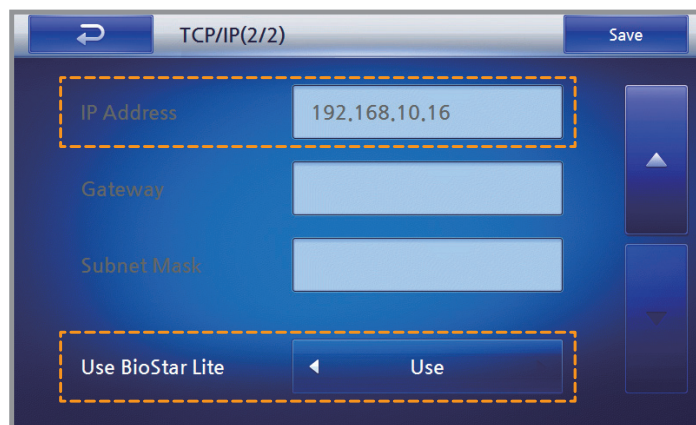 TCP/IP(2/2)
Save
IP Address
192.168.10.16
Gateway
Subnet Mask
Use BioStar Lite
Use